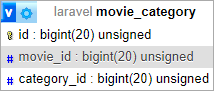 v laravel movie_category
id : bigint(20) unsigned
# movie_id : bigint(20) unsigned
# category_id : bigint(20) unsigned